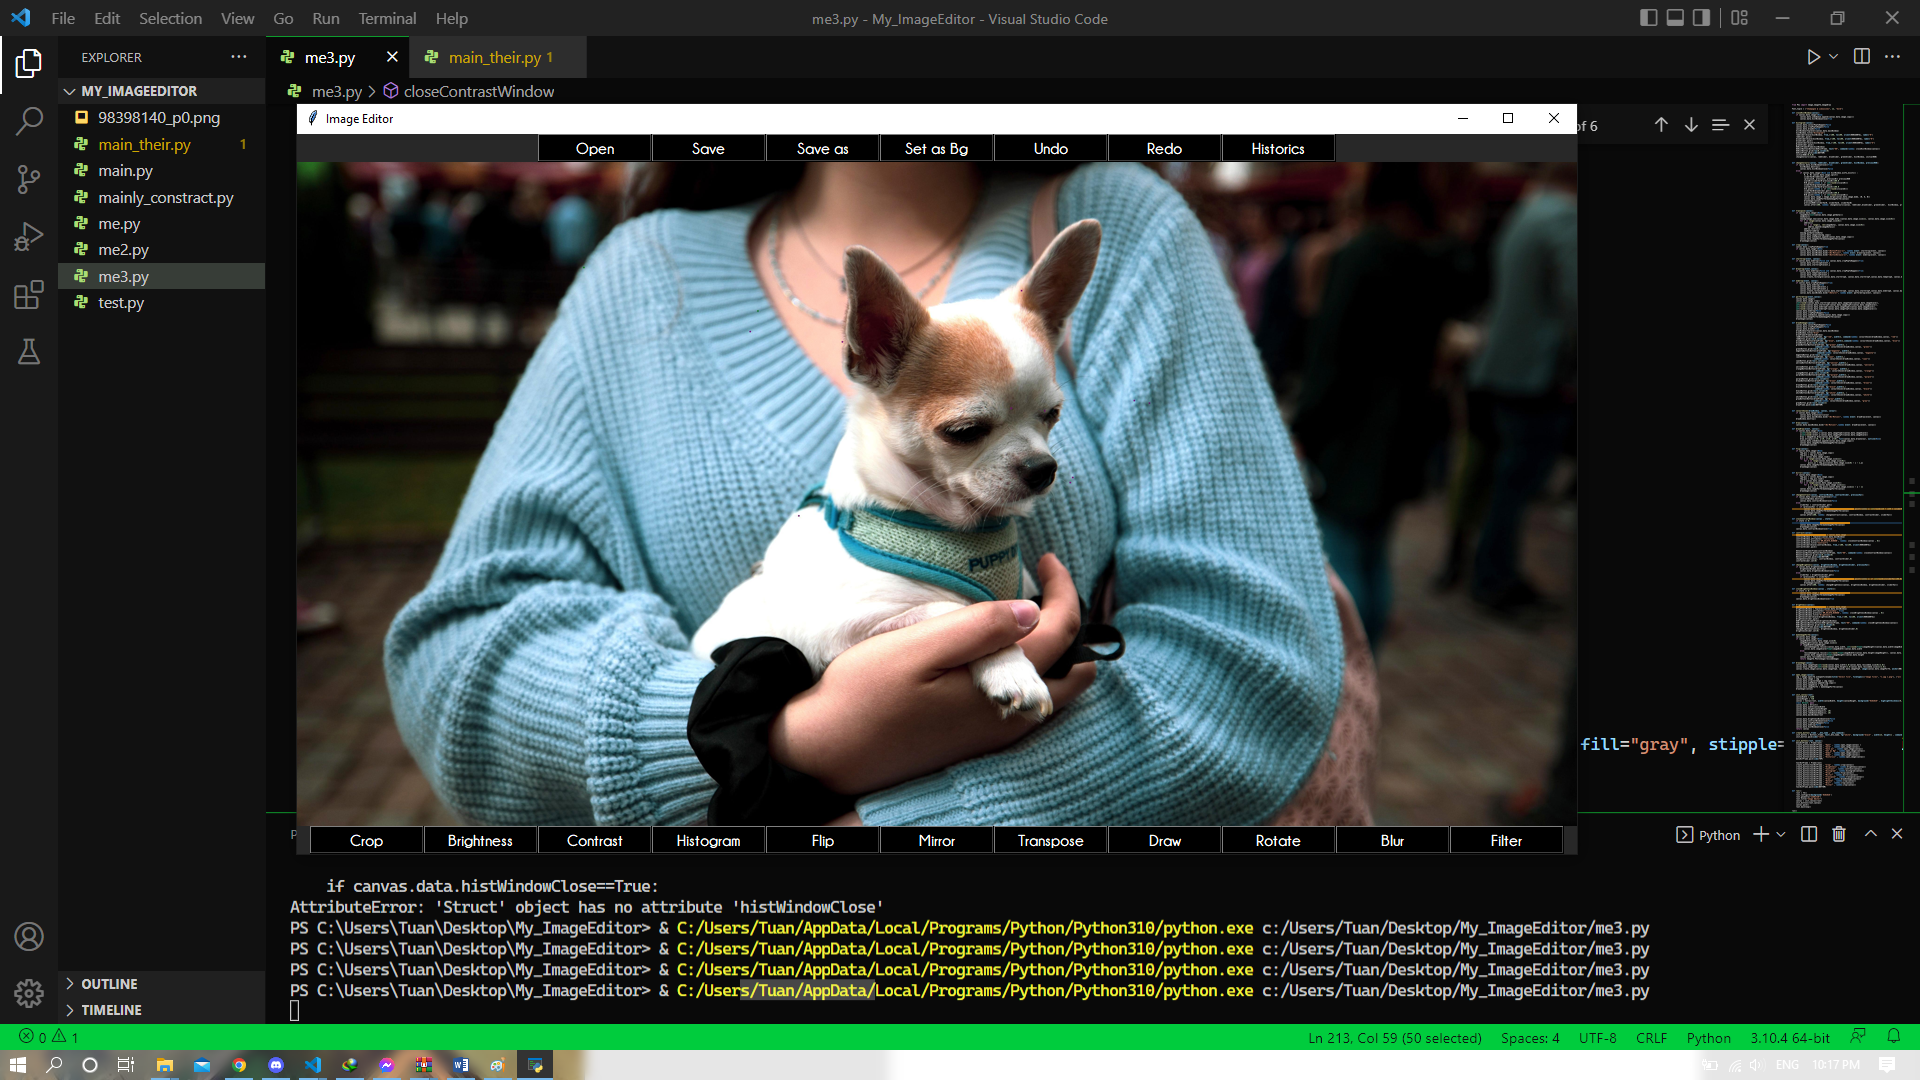 File Edit Selection View Go Run Terminal Help
me3.py - My_ImageEditor - Visual Studio Code
EXPLORER
me3.py
main_their.py 1
MY_IMAGEEDITOR
me3.py > closeContrastWindow
98398140_p0.png
main_their.py 1
main.py
mainly_constract.py
me.py
me2.py
me3.py
test.py
Image Editor
of 6
Open Save Save as Set as Bg Undo Redo Historics
PUPPY
fill="gray", stipple=
Crop Brightness Contrast Histogram Flip Mirror Transpose Draw Rotate Blur Filter
P
Python
if canvas.data.histWindowClose==True:
AttributeError: 'Struct' object has no attribute 'histWindowClose'
PS C:\Users\Tuan\Desktop\My_ImageEditor> & C:/Users/Tuan/AppData/Local/Programs/Python/Python310/python.exe c:/Users/Tuan/Desktop/My_ImageEditor/me3.py
PS C:\Users\Tuan\Desktop\My_ImageEditor> & C:/Users/Tuan/AppData/Local/Programs/Python/Python310/python.exe c:/Users/Tuan/Desktop/My_ImageEditor/me3.py
PS C:\Users\Tuan\Desktop\My_ImageEditor> & C:/Users/Tuan/AppData/Local/Programs/Python/Python310/python.exe c:/Users/Tuan/Desktop/My_ImageEditor/me3.py
PS C:\Users\Tuan\Desktop\My_ImageEditor> & C:/Users/Tuan/AppData/Local/Programs/Python/Python310/python.exe c:/Users/Tuan/Desktop/My_ImageEditor/me3.py
OUTLINE
TIMELINE
0 1
Ln 213, Col 59 (50 selected) Spaces: 4 UTF-8 CRLF Python 3.10.4 64-bit
ENG 10:17 PM